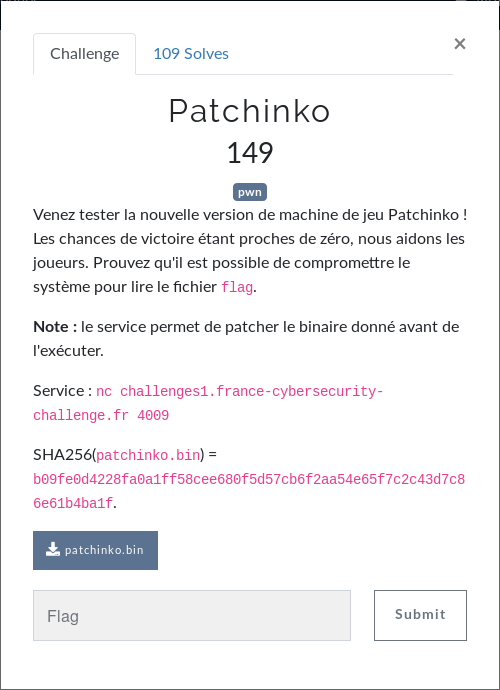 Challenge
109 Solves
×
Patchinko
149
pwn
Venez tester la nouvelle version de machine de jeu Patchinko !
Les chances de victoire étant proches de zéro, nous aidons les
joueurs. Prouvez qu'il est possible de compromettre le
système pour lire le fichier flag.
Note : le service permet de patcher le binaire donné avant de
l'exécuter.
Service : nc challenges1.france-cybersecurity-
challenge.fr 4009
SHA256(patchinko.bin) =
b09fe0d4228fa0a1ff58cee680f5d57cb6f2aa54e65f7c2c43d7c8
6e61b4ba1f.
patchinko.bin
Flag
Submit